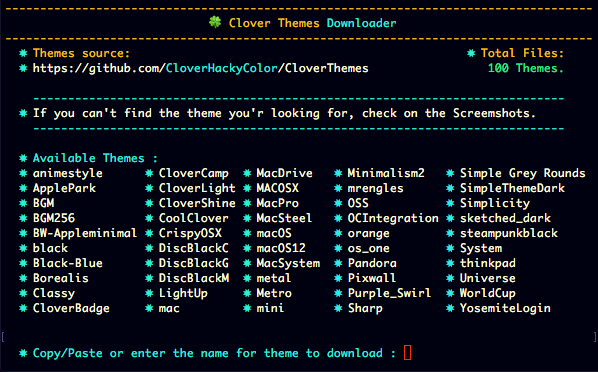 🍀 Clover Themes Downloader
✸ Themes source: ✸ Total Files:
✸ https://github.com/CloverHackyColor/CloverThemes 100 Themes.
✸ If you can't find the theme you'r looking for, check on the Screenshots.
✸ Available Themes :
✸ animestyle ✸ CloverCamp ✸ MacDrive ✸ Minimalism2 ✸ Simple Grey Rounds
✸ ApplePark ✸ CloverLight ✸ MACOSX ✸ mrengles ✸ SimpleThemeDark
✸ BGM ✸ CloverShine ✸ MacPro ✸ OSS ✸ Simplicity
✸ BGM256 ✸ CoolClover ✸ MacSteel ✸ OCIntegration ✸ sketched_dark
✸ BW-Appleminimal ✸ CrispyOSX ✸ macOS ✸ orange ✸ steampunkblack
✸ black ✸ DiscBlackC ✸ macOS12 ✸ os_one ✸ System
✸ Black-Blue ✸ DiscBlackG ✸ MacSystem ✸ Pandora ✸ thinkpad
✸ Borealis ✸ DiscBlackM ✸ metal ✸ Pixwall ✸ Universe
✸ Classy ✸ LightUp ✸ Metro ✸ Purple_Swirl ✸ WorldCup
✸ CloverBadge ✸ mac ✸ mini ✸ Sharp ✸ YosemiteLogin
[ ]
✸ Copy/Paste or enter the name for theme to download :